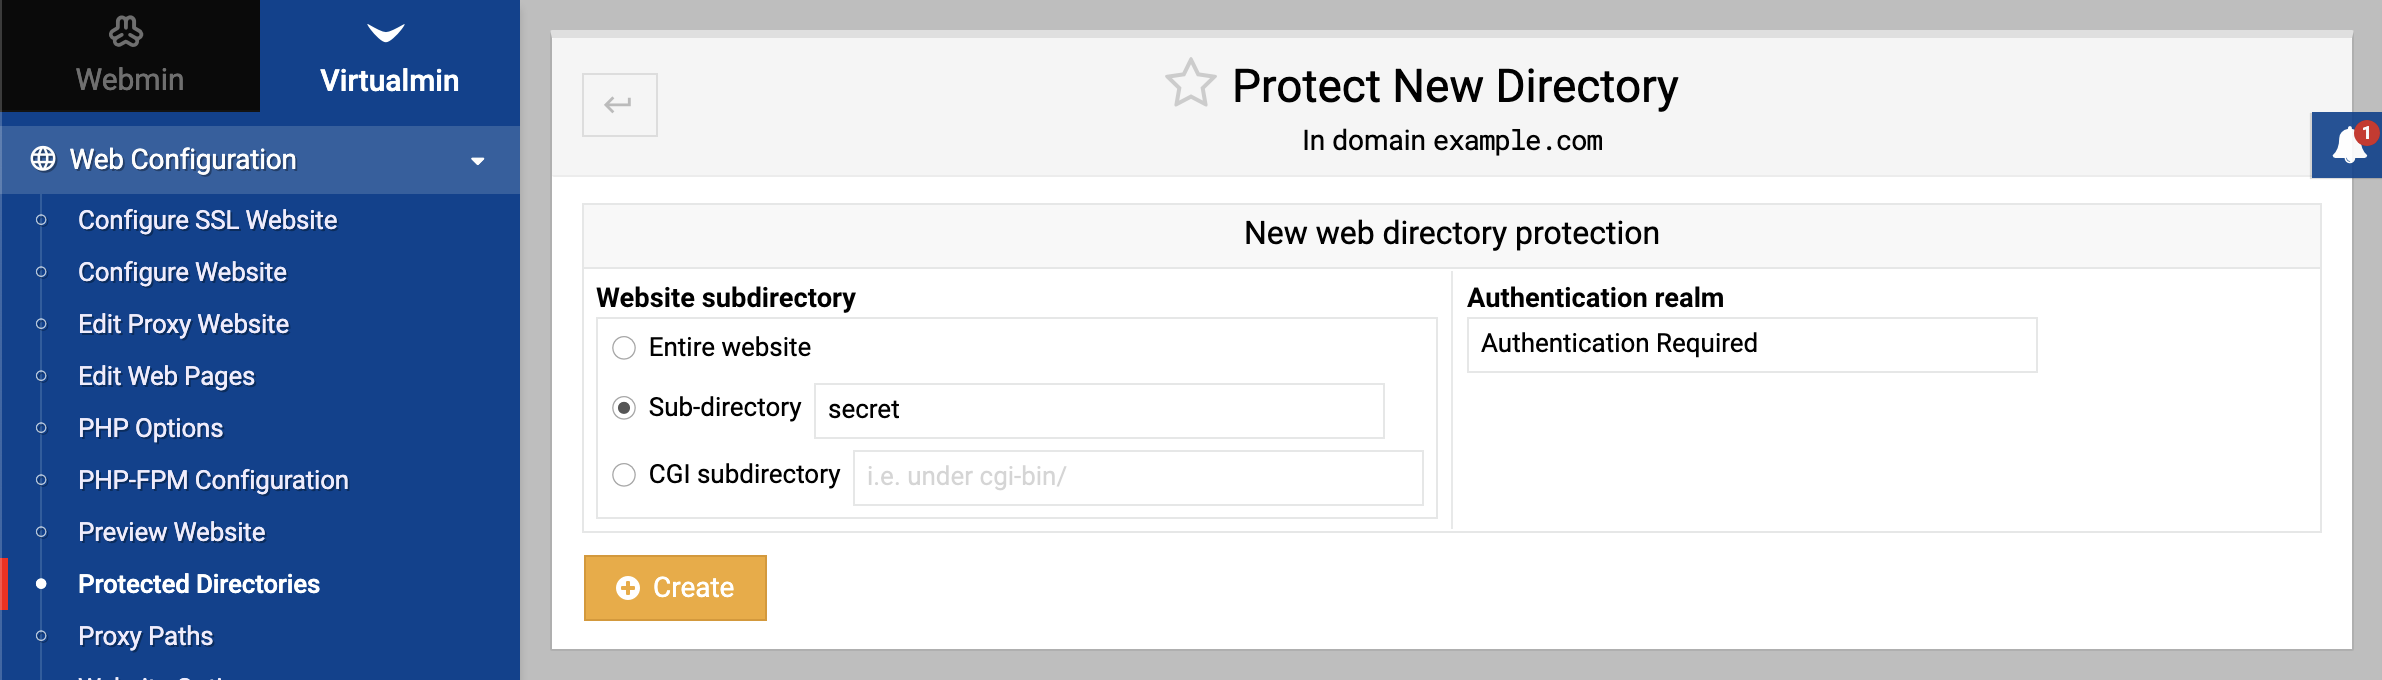 Webmin
Virtualmin
Web Configuration
Configure SSL Website
Configure Website
Edit Proxy Website
Edit Web Pages
PHP Options
PHP-FPM Configuration
Preview Website
Protected Directories
Proxy Paths
Protect New Directory
In domain example.com
1
New web directory protection
Website subdirectory
Entire website
Sub-directory secret
CGI subdirectory i.e. under cgi-bin/
Authentication realm
Authentication Required
Create